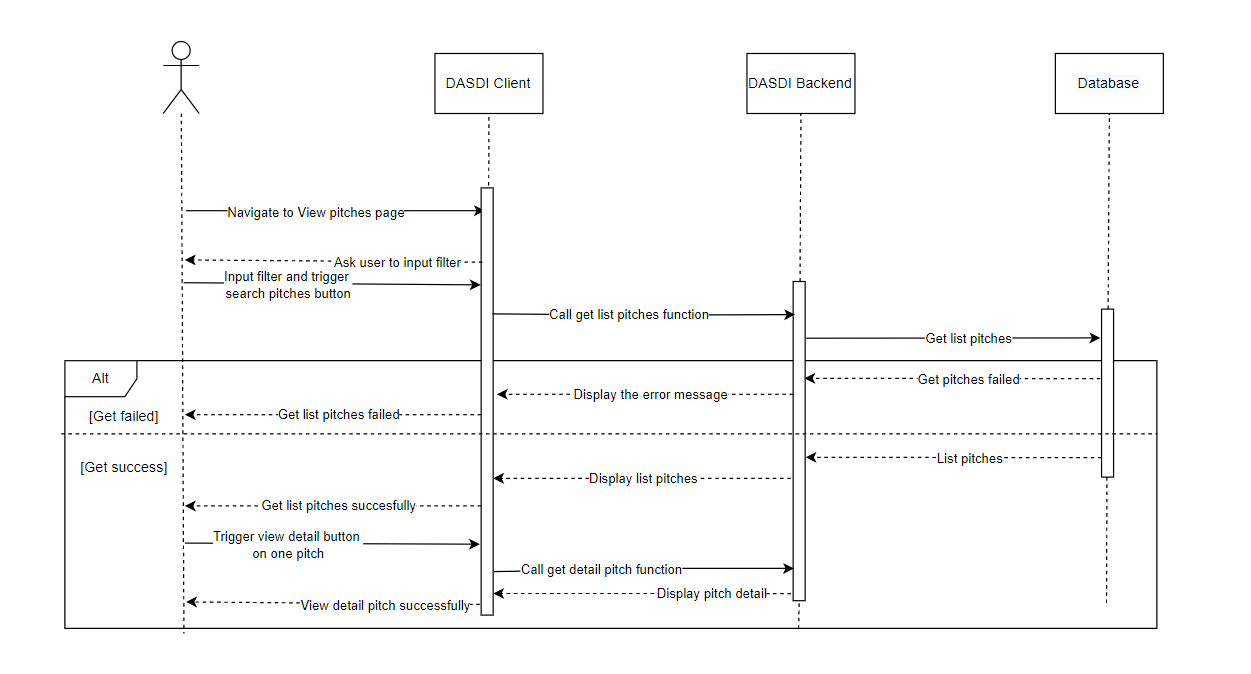 DASDI Client
DASDI Backend
Database
Navigate to View pitches page
Ask user to input filter
Input filter and trigger
search pitches button
Call get list pitches function
Get list pitches
Alt
Get pitches failed
Display the error message
[Get failed]
Get list pitches failed
List pitches
[Get success]
Display list pitches
Get list pitches succesfully
Trigger view detail button
on one pitch
Call get detail pitch function
Display pitch detail
View detail pitch successfully